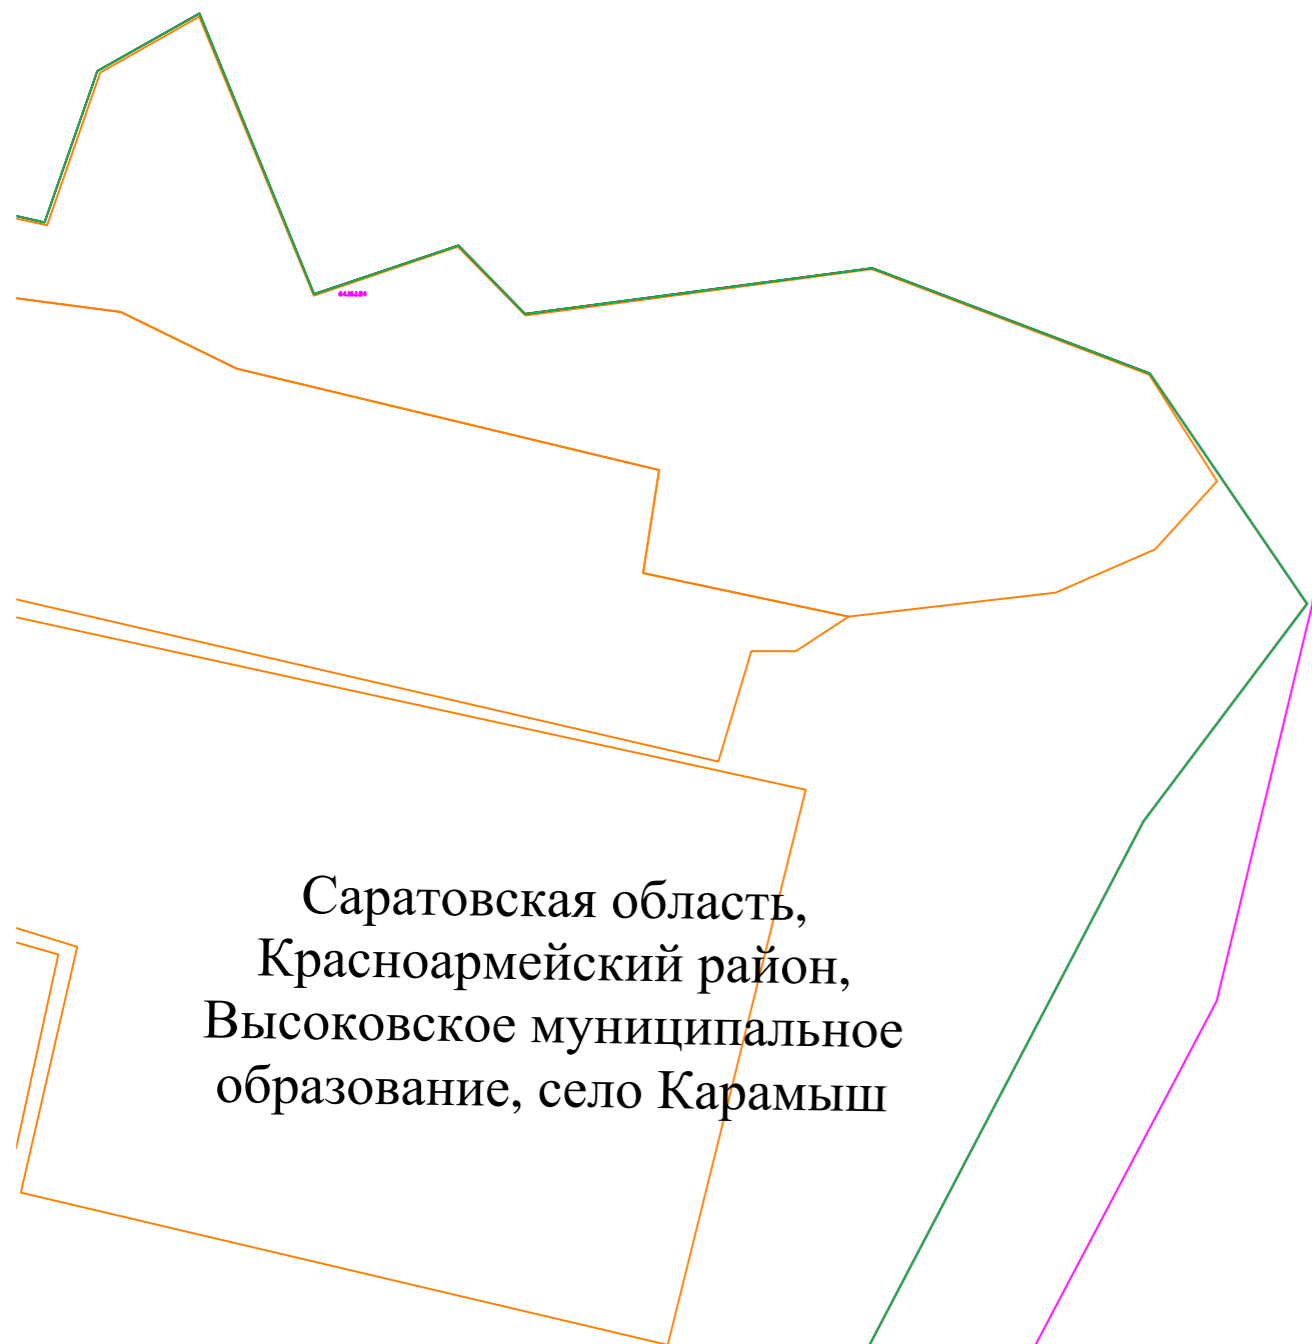 Саратовская область,
Красноармейский район,
Высоковское муниципальное
образование, село Карамыш